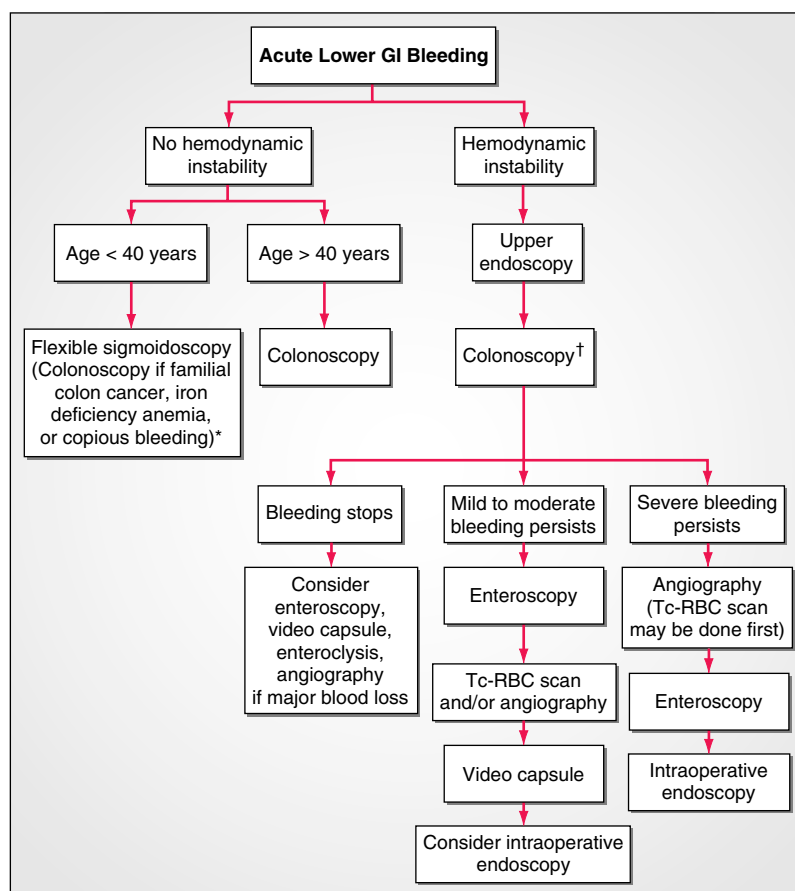 Acute Lower GI Bleeding
No hemodynamic
instability
Hemodynamic
instability
Age < 40 years
Age > 40 years
Upper
endoscopy
Flexible sigmoidoscopy
(Colonoscopy if familial
colon cancer, iron
deficiency anemia,
or copious bleeding)*
Colonoscopy
Colonoscopy†
Bleeding stops
Mild to moderate
bleeding persists
Severe bleeding
persists
Consider
enteroscopy,
video capsule,
enteroclysis,
angiography
if major blood loss
Enteroscopy
Angiography
(Tc-RBC scan
may be done first)
Tc-RBC scan
and/or angiography
Enteroscopy
Video capsule
Intraoperative
endoscopy
Consider intraoperative
endoscopy